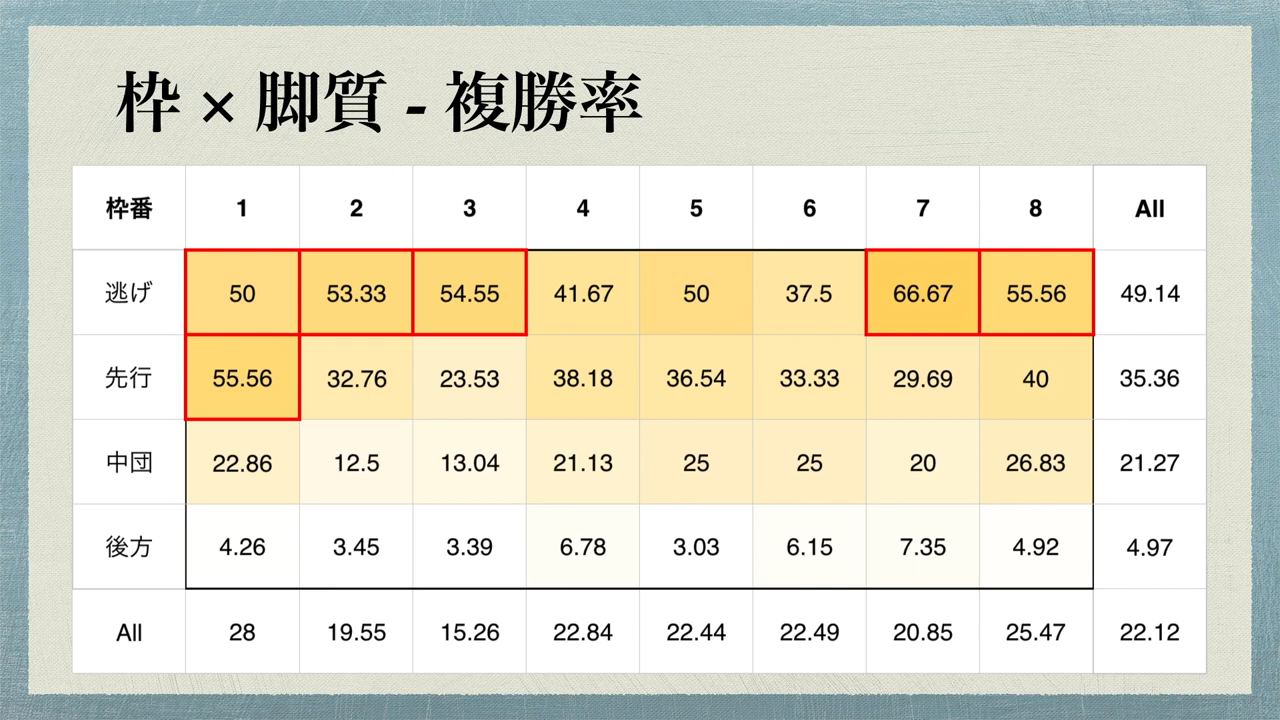 枠 × 脚質 - 複勝率
枠番 1 2 3 4 5 6 7 8 All
逃げ 50 53.33 54.55 41.67 50 37.5 66.67 55.56 49.14
先行 55.56 32.76 23.53 38.18 36.54 33.33 29.69 40 35.36
中団 22.86 12.5 13.04 21.13 25 25 20 26.83 21.27
後方 4.26 3.45 3.39 6.78 3.03 6.15 7.35 4.92 4.97
All 28 19.55 15.26 22.84 22.44 22.49 20.85 25.47 22.12